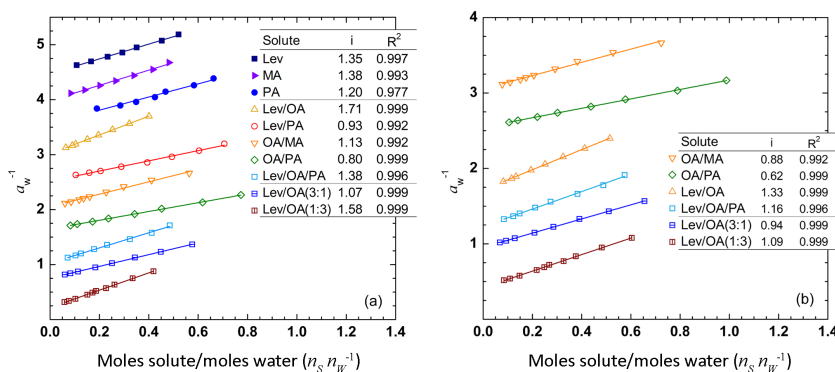 (a)
Solute i R²
Lev 1.35 0.997
MA 1.38 0.993
PA 1.20 0.977
Lev/OA 1.71 0.999
Lev/PA 0.93 0.992
OA/MA 1.13 0.992
OA/PA 0.80 0.999
Lev/OA/PA 1.38 0.996
Lev/OA(3:1) 1.07 0.999
Lev/OA(1:3) 1.58 0.999
5
4
3
2
1
a_w⁻¹
0.0 0.2 0.4 0.6 0.8 1.0 1.2 1.4
Moles solute/moles water (n_S n_W⁻¹)
(b)
Solute i R²
OA/MA 0.88 0.992
OA/PA 0.62 0.999
Lev/OA 1.33 0.999
Lev/OA/PA 1.16 0.996
Lev/OA(3:1) 0.94 0.999
Lev/OA(1:3) 1.09 0.999
4
3
2
1
0
a_w⁻¹
0.0 0.2 0.4 0.6 0.8 1.0 1.2 1.4
Moles solute/moles water (n_S n_W⁻¹)